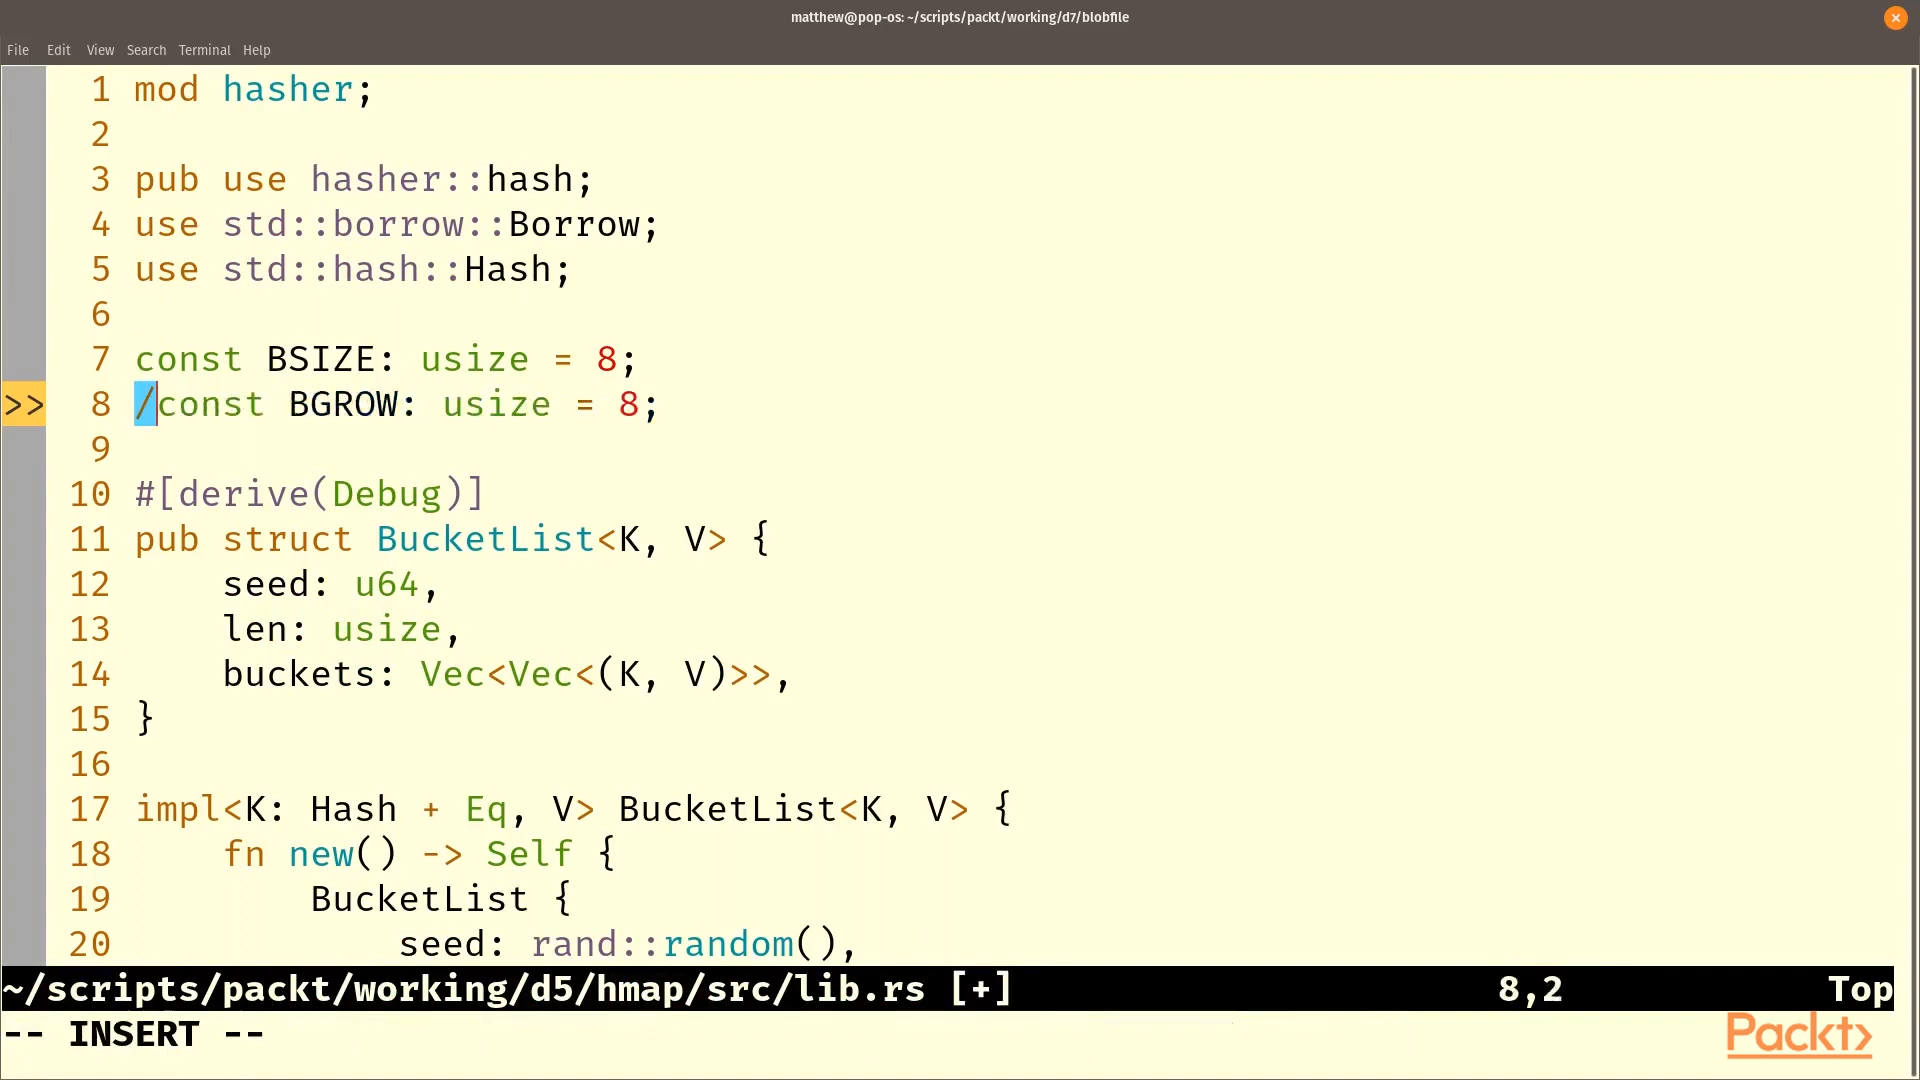 matthew@pop-os: ~/scripts/packt/working/d7/blobfile
File Edit View Search Terminal Help
1 mod hasher;
2
3 pub use hasher::hash;
4 use std::borrow::Borrow;
5 use std::hash::Hash;
6
7 const BSIZE: usize = 8;
>> 8 /const BGROW: usize = 8;
9
10 #[derive(Debug)]
11 pub struct BucketList<K, V> {
12     seed: u64,
13     len: usize,
14     buckets: Vec<Vec<(K, V)>>,
15 }
16
17 impl<K: Hash + Eq, V> BucketList<K, V> {
18     fn new() -> Self {
19         BucketList {
20             seed: rand::random(),
~/scripts/packt/working/d5/hmap/src/lib.rs [+] 8,2 Top
-- INSERT --
Packt>